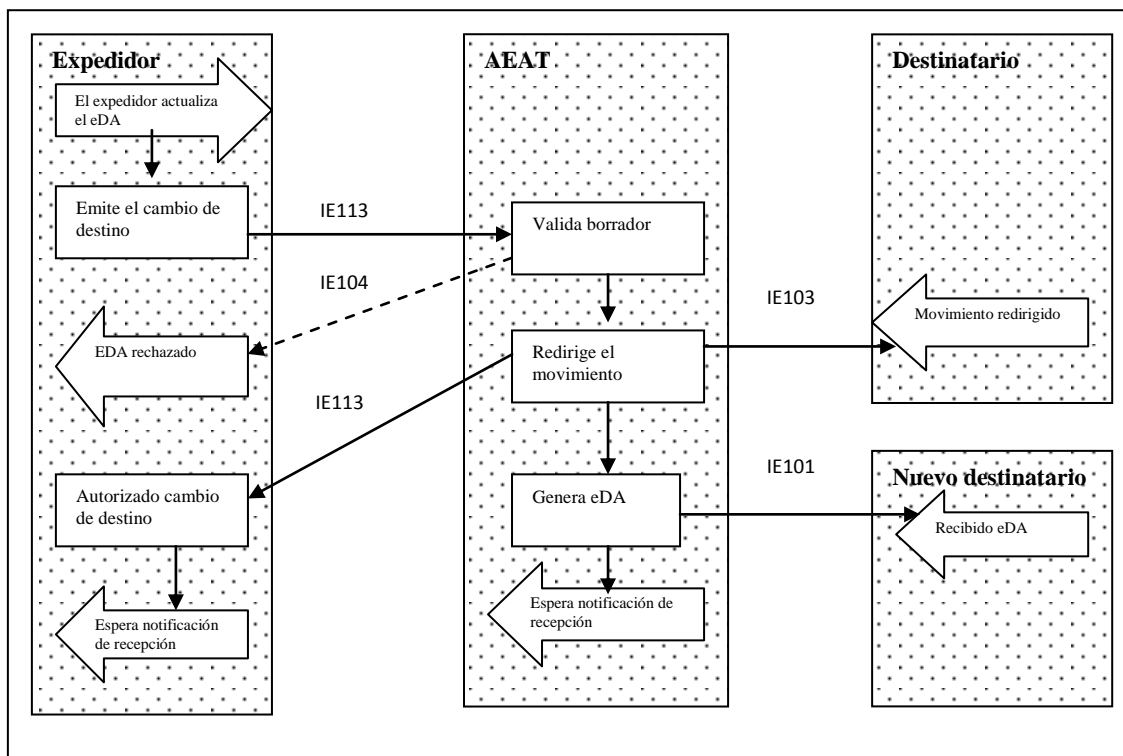 Expedidor
AEAT
Destinatario
El expedidor actualiza
el eDA
Emite el cambio de
destino
IE113
Valida borrador
IE104
IE103
Movimiento redirigido
EDA rechazado
Redirige el
movimiento
IE113
IE101
Autorizado cambio
de destino
Genera eDA
Nuevo destinatario
Recibido eDA
Espera notificación
de recepción
Espera notificación de
recepción